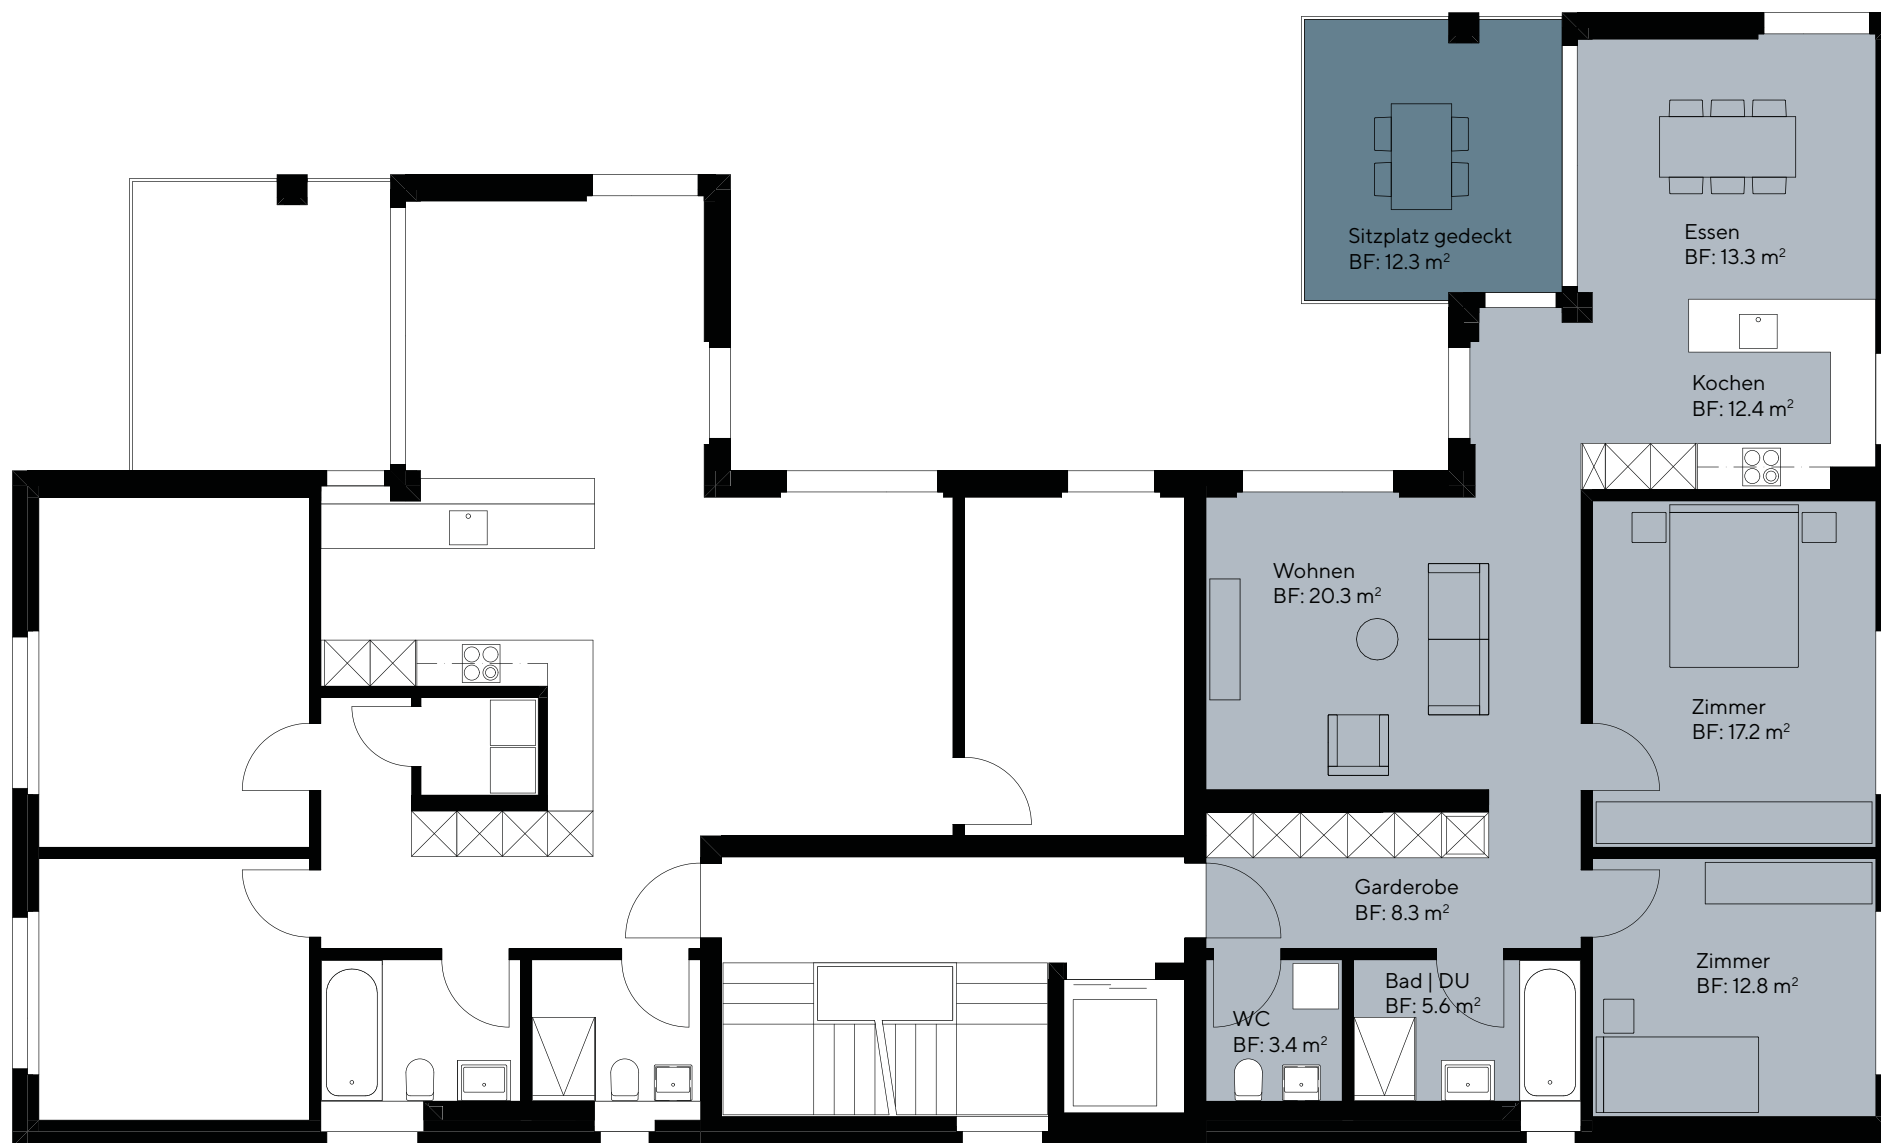 Sitzplatz gedeckt
BF: 12.3 m²
Essen
BF: 13.3 m²
Kochen
BF: 12.4 m²
Wohnen
BF: 20.3 m²
Zimmer
BF: 17.2 m²
Garderobe
BF: 8.3 m²
Zimmer
BF: 12.8 m²
Bad | DU
BF: 5.6 m²
WC
BF: 3.4 m²